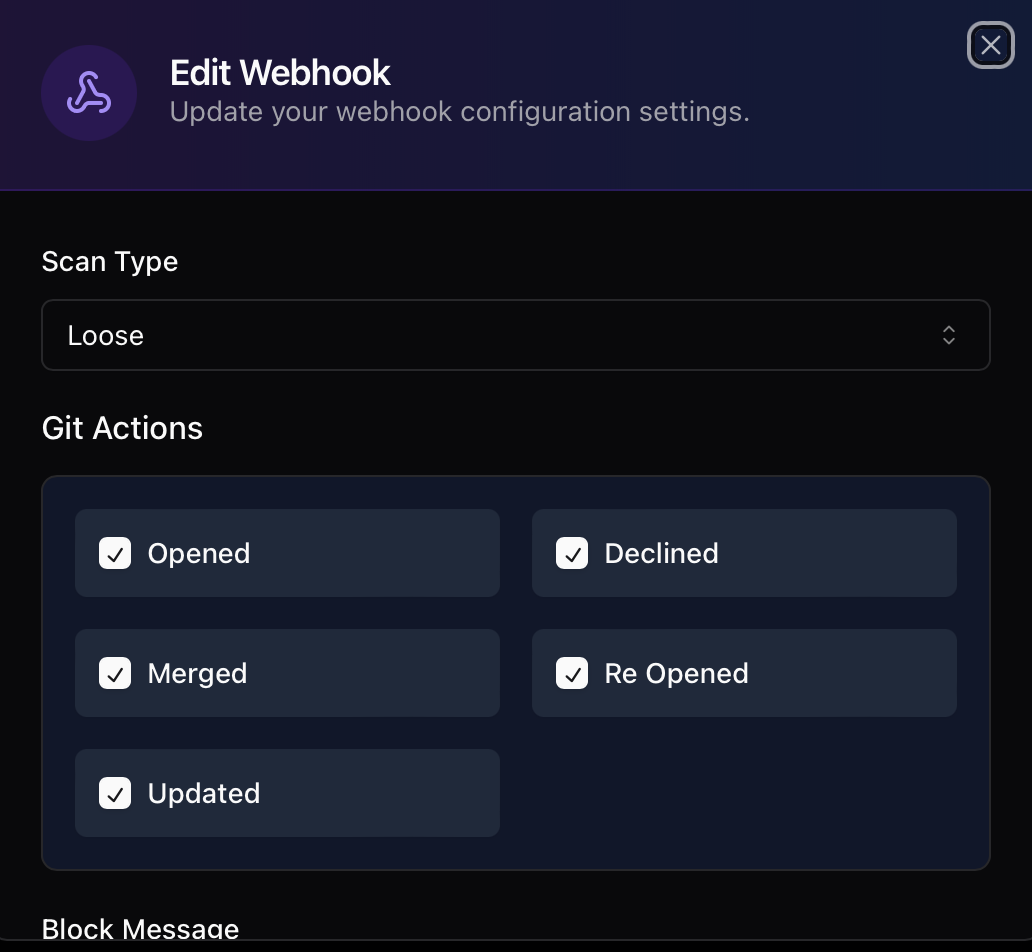 Edit Webhook
Update your webhook configuration settings.
Scan Type
Loose
Git Actions
Opened
Declined
Merged
Re Opened
Updated
Block Message